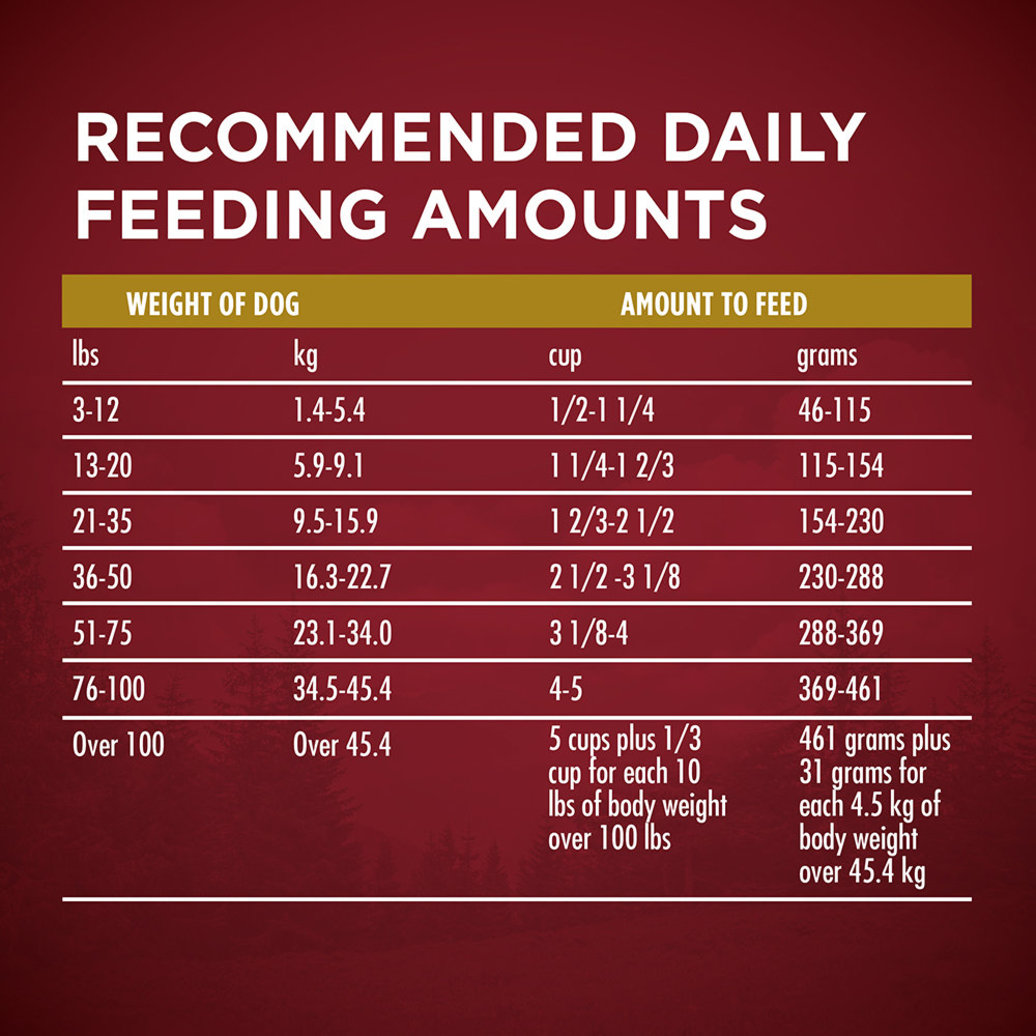 RECOMMENDED DAILY
FEEDING AMOUNTS
WEIGHT OF DOG AMOUNT TO FEED
lbs kg cup grams
3-12 1.4-5.4 1/2-1 1/4 46-115
13-20 5.9-9.1 1 1/4-1 2/3 115-154
21-35 9.5-15.9 1 2/3-2 1/2 154-230
36-50 16.3-22.7 2 1/2 -3 1/8 230-288
51-75 23.1-34.0 3 1/8-4 288-369
76-100 34.5-45.4 4-5 369-461
Over 100 Over 45.4
5 cups plus 1/3
cup for each 10
lbs of body weight
over 100 lbs
461 grams plus
31 grams for
each 4.5 kg of
body weight
over 45.4 kg